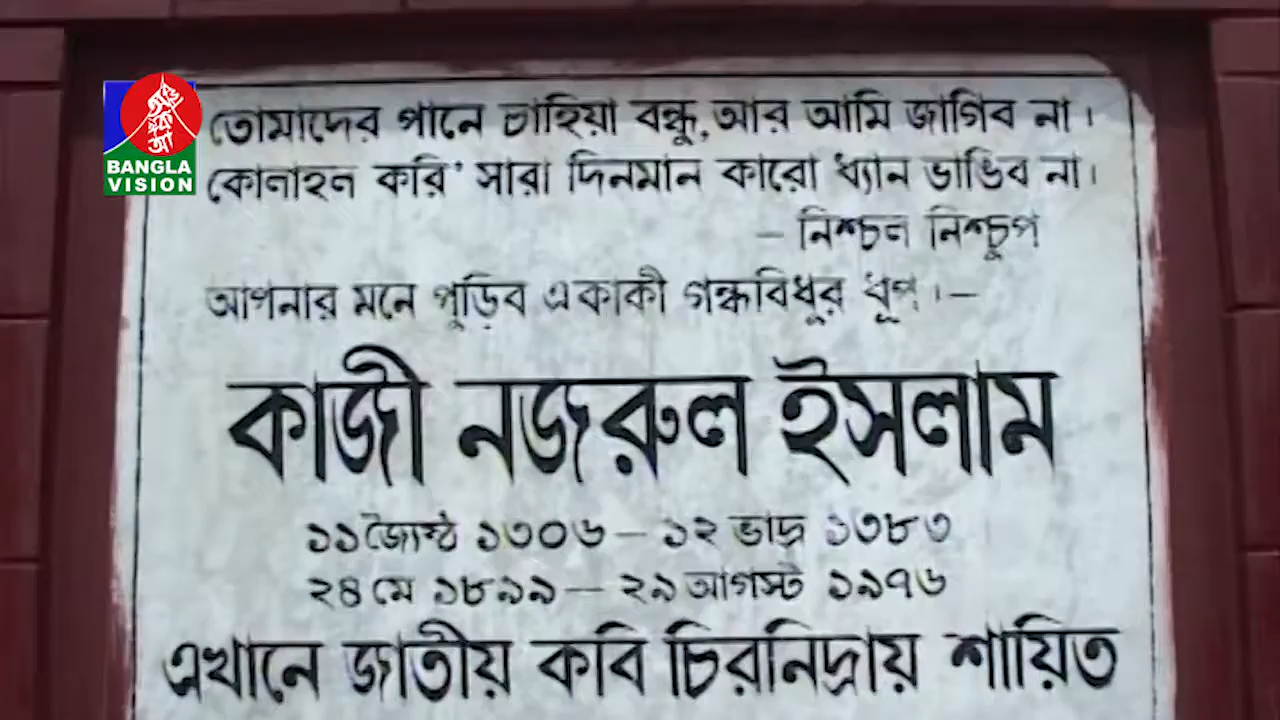 BANGLA
VISION
তোমাদের পানে চাহিয়া বন্ধু, আর আমি জাগিব না।
কোলাহল করি' সারা দিনমান কারো ধ্যান ভাঙিব না।
– নিশ্চল নিশ্চুপ
আপনার মনে পুড়িব একাকী গন্ধবিধুর ধূপ।–
কাজী নজরুল ইসলাম
১১ জ্যৈষ্ঠ ১৩০৬ – ১২ ভাদ্র ১৩৮৩
২৪ মে ১৮৯৯ – ২৯ আগস্ট ১৯৭৬
এখানে জাতীয় কবি চিরনিদ্রায় শায়িত